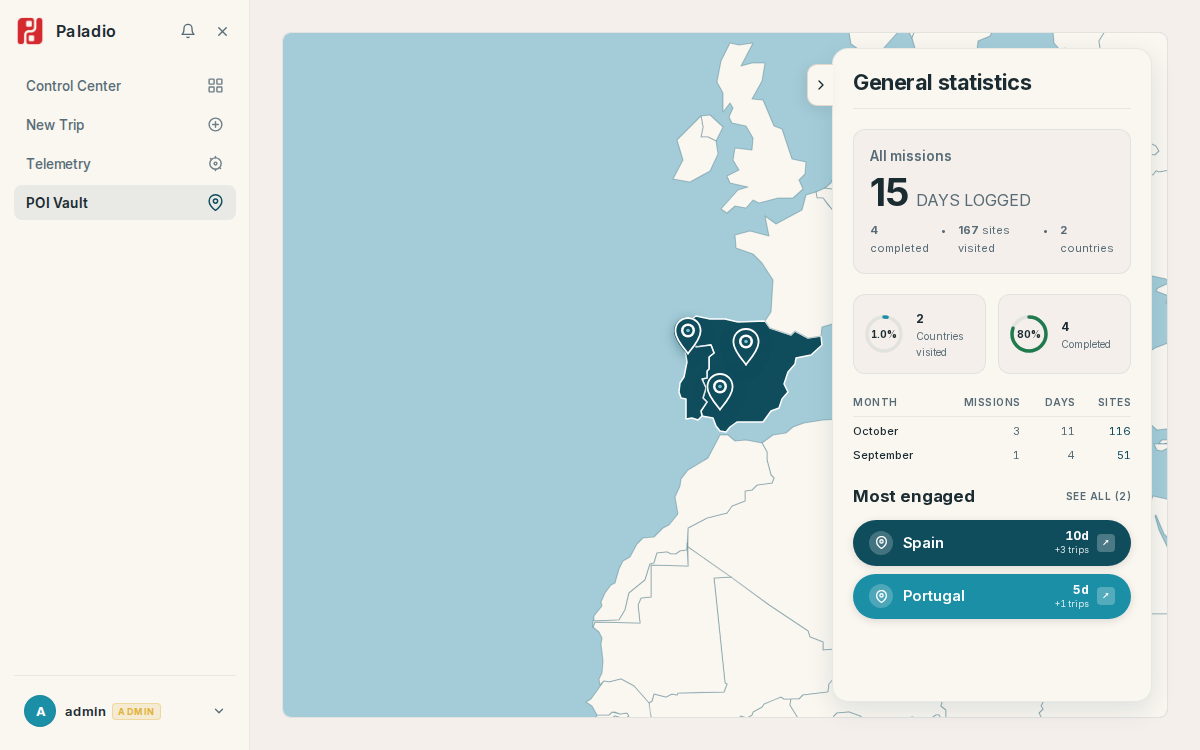 Paladio
Control Center
New Trip
Telemetry
POI Vault
A admin ADMIN
General statistics
All missions
15 DAYS LOGGED
4 completed • 167 sites visited • 2 countries
1.0%
2
Countries
visited
80%
4
Completed
MONTH MISSIONS DAYS SITES
October 3 11 116
September 1 4 51
Most engaged SEE ALL (2)
Spain 10d
+3 trips
Portugal 5d
+1 trips